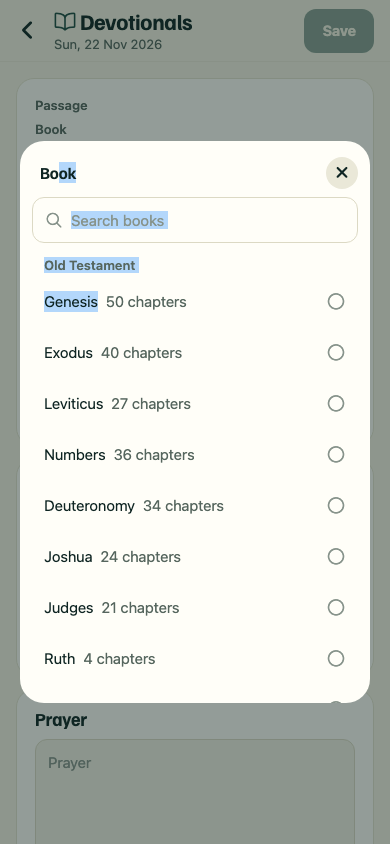 Devotionals
Sun, 22 Nov 2026
Save
Passage
Book
Book
Search books
Old Testament
Genesis 50 chapters
Exodus 40 chapters
Leviticus 27 chapters
Numbers 36 chapters
Deuteronomy 34 chapters
Joshua 24 chapters
Judges 21 chapters
Ruth 4 chapters
Prayer
Prayer